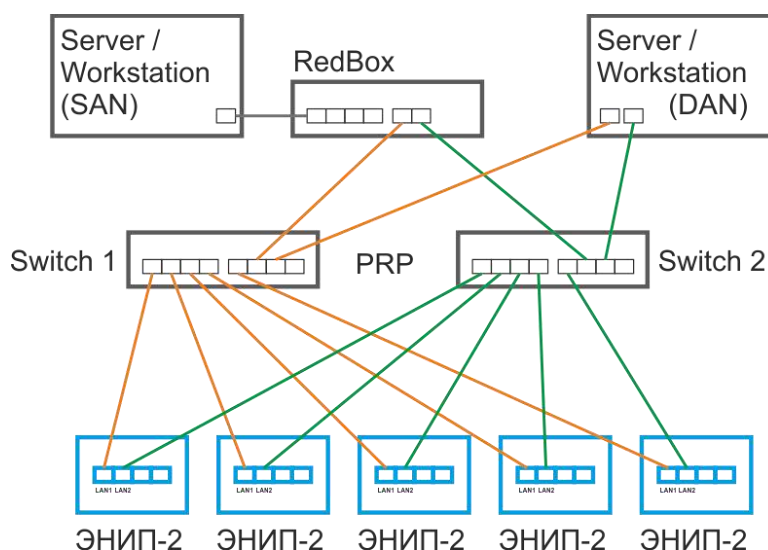 Server /
Workstation
(SAN)
RedBox
Server /
Workstation
(DAN)
Switch 1
PRP
Switch 2
LAN1 LAN2
LAN1 LAN2
LAN1 LAN2
LAN1 LAN2
LAN1 LAN2
ЭНИП-2
ЭНИП-2
ЭНИП-2
ЭНИП-2
ЭНИП-2